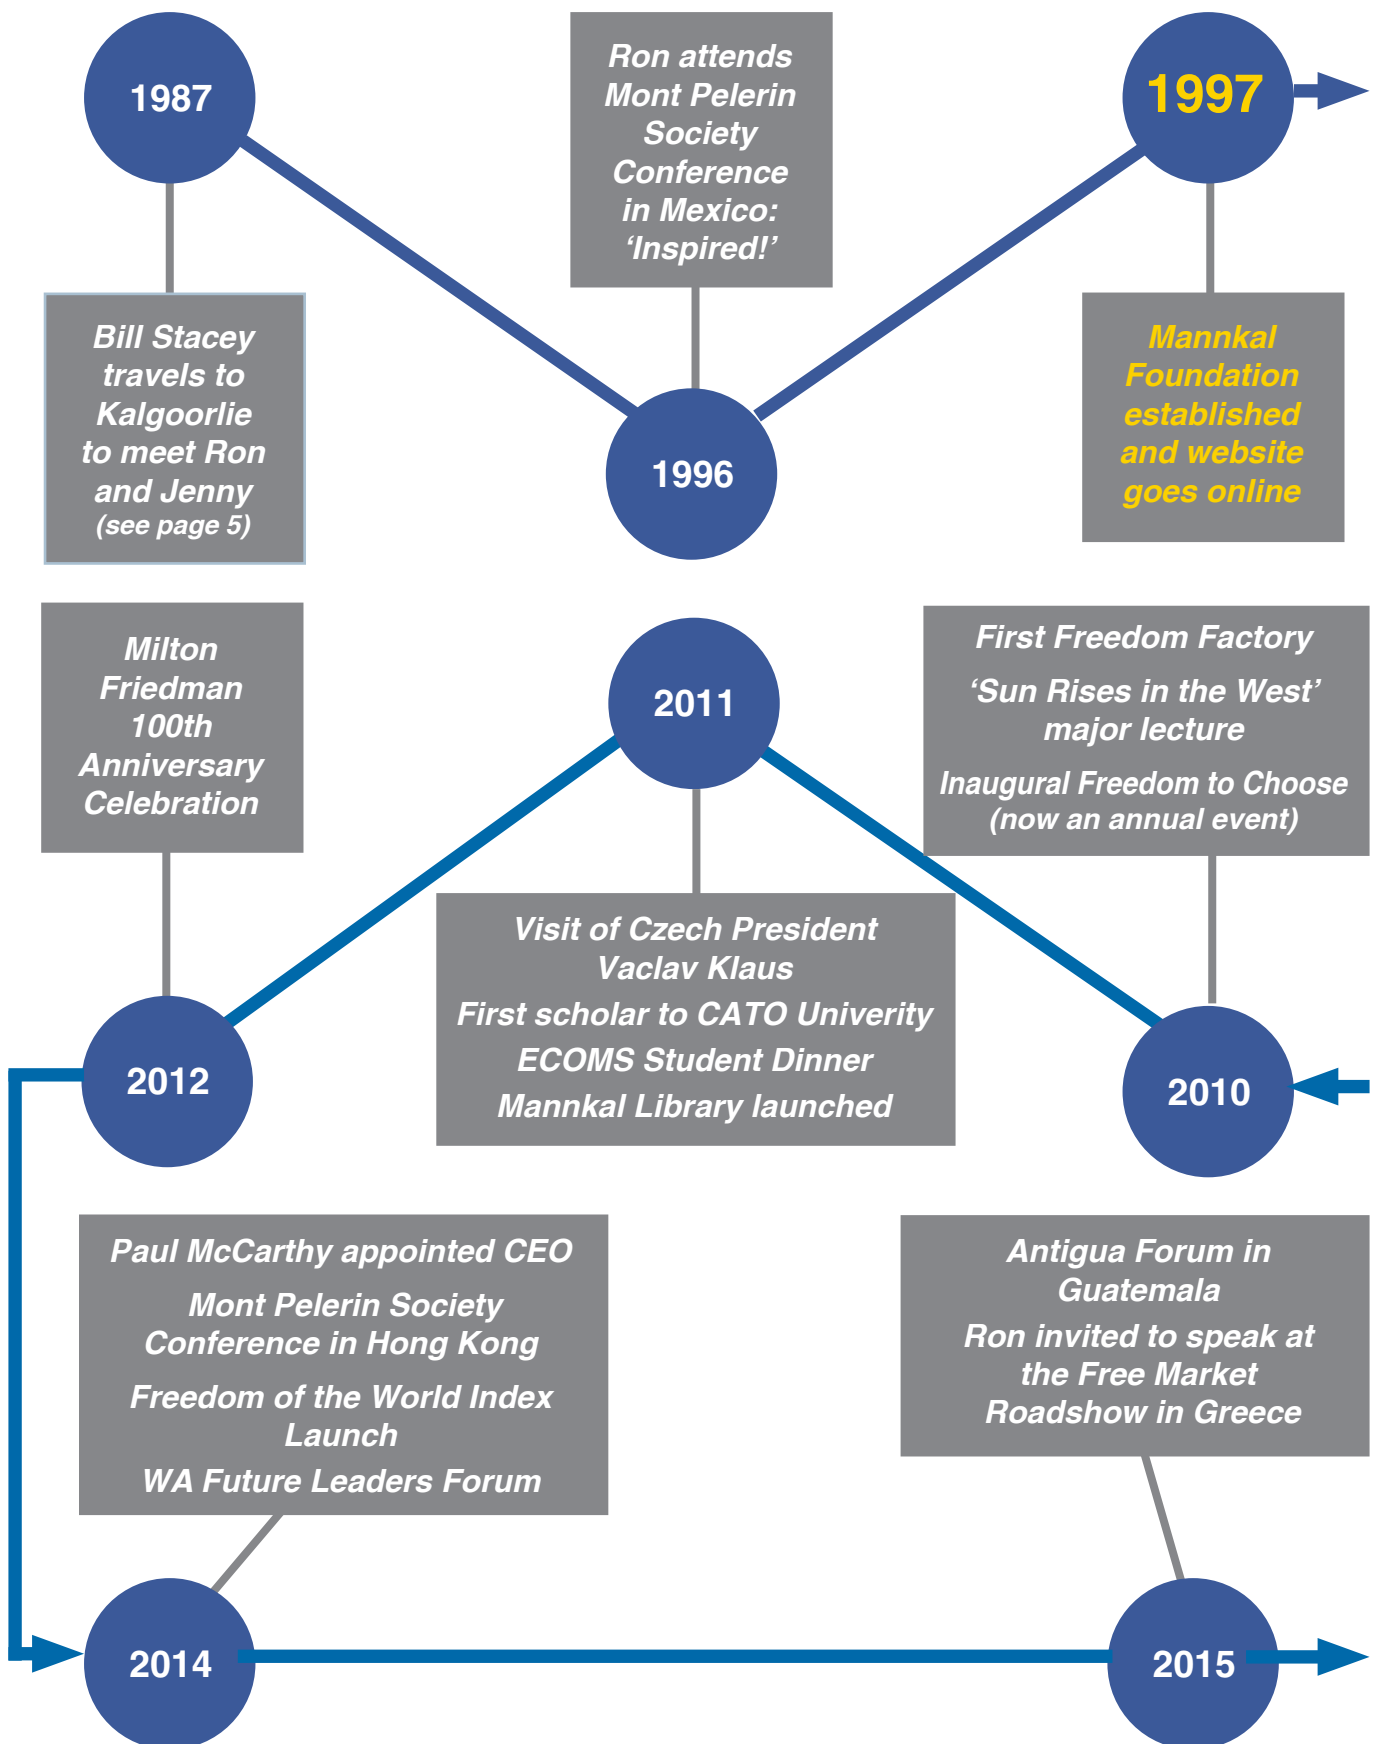 1987
Bill Stacey
travels to
Kalgoorlie
to meet Ron
and Jenny
(see page 5)
Ron attends
Mont Pelerin
Society
Conference
in Mexico:
‘Inspired!’
1996
1997
Mannkal
Foundation
established
and website
goes online
Milton
Friedman
100th
Anniversary
Celebration
2012
2011
Visit of Czech President
Vaclav Klaus
First scholar to CATO Univerity
ECOMS Student Dinner
Mannkal Library launched
First Freedom Factory
‘Sun Rises in the West’
major lecture
Inaugural Freedom to Choose
(now an annual event)
2010
Paul McCarthy appointed CEO
Mont Pelerin Society
Conference in Hong Kong
Freedom of the World Index
Launch
WA Future Leaders Forum
2014
Antigua Forum in
Guatemala
Ron invited to speak at
the Free Market
Roadshow in Greece
2015